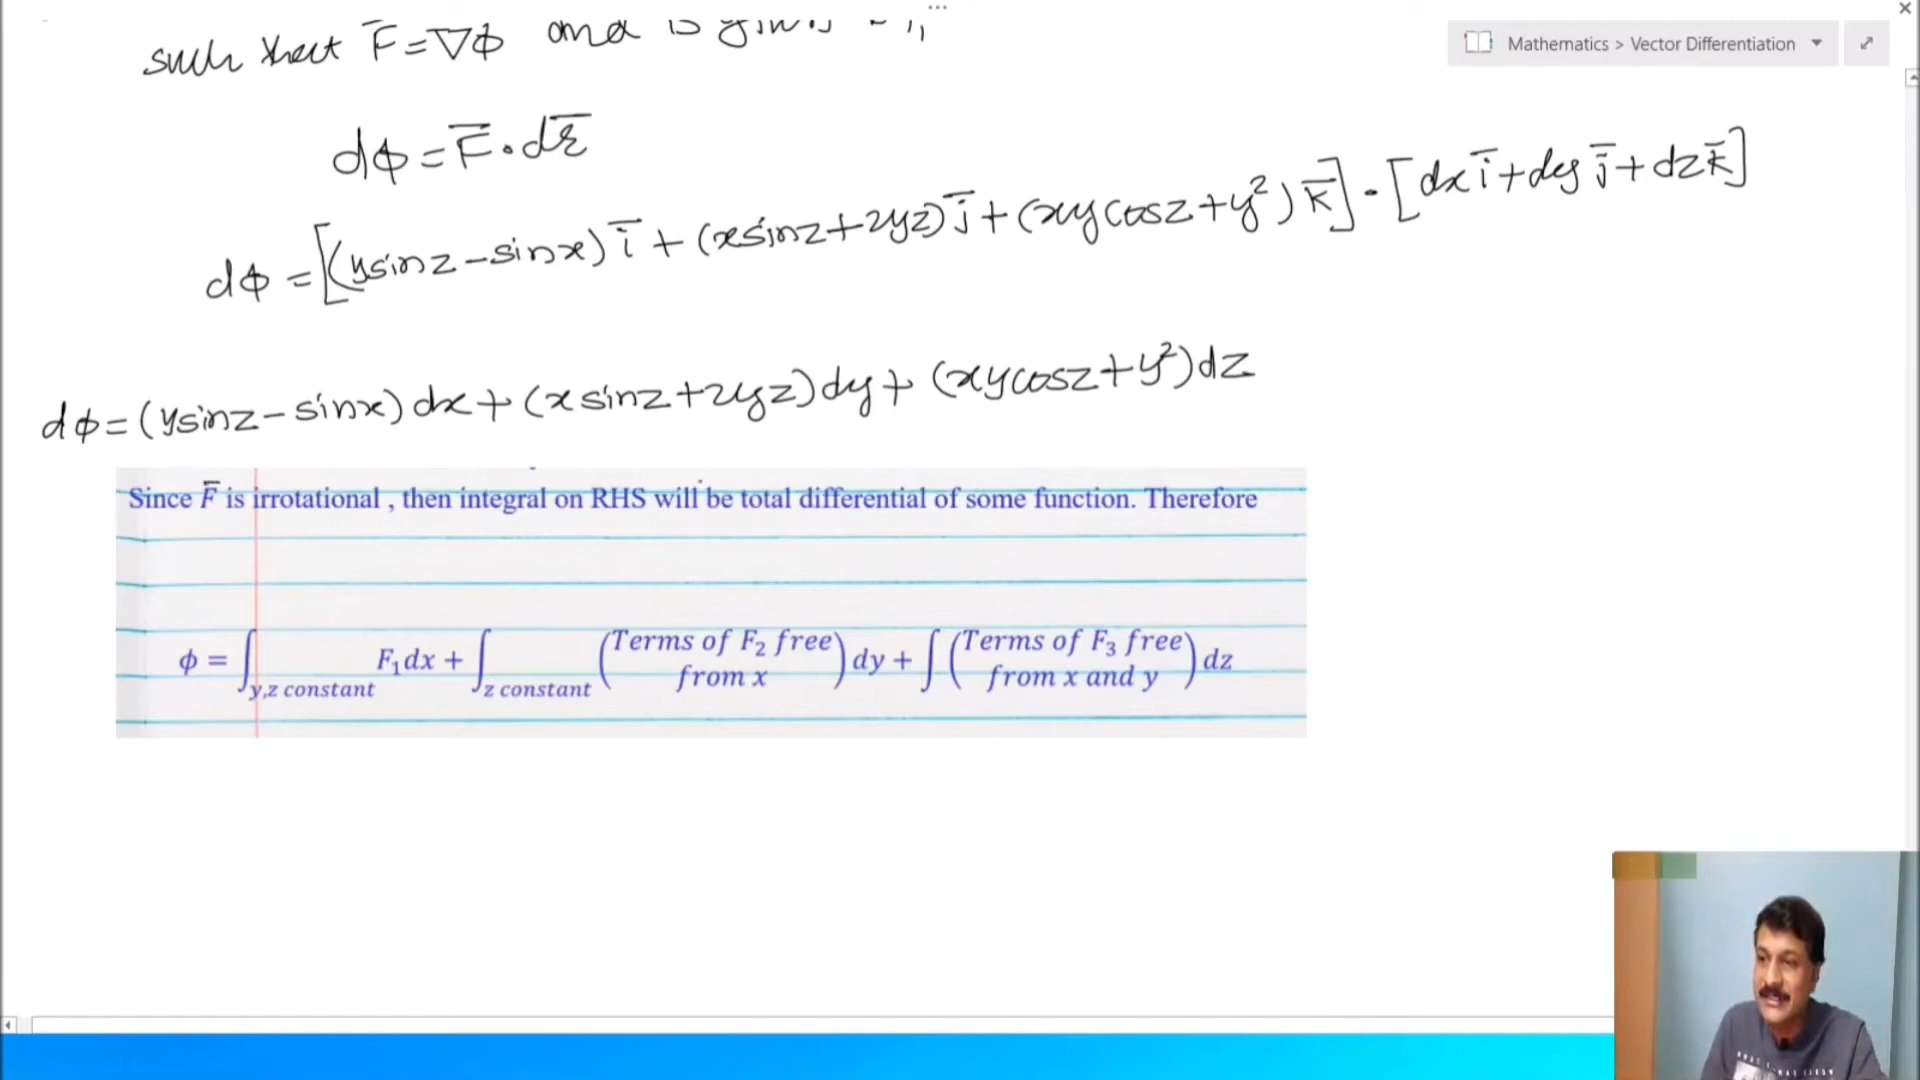 Mathematics > Vector Differentiation
such that F̅ = ∇φ and is
dφ = F̅ • dr̅
dφ = [(ysinz - sinx) i̅ + (xsinz + 2yz) j̅ + (xycosz + y²) k̅] • [dx i̅ + dy j̅ + dz k̅]
dφ = (ysinz - sinx) dx + (xsinz + 2yz) dy + (xycosz + y²) dz
Since F̅ is irrotational , then integral on RHS will be total differential of some function. Therefore
φ = ∫_{y,z constant} F₁dx + ∫_{z constant} (Terms of F₂ free from x) dy + ∫ (Terms of F₃ free from x and y) dz